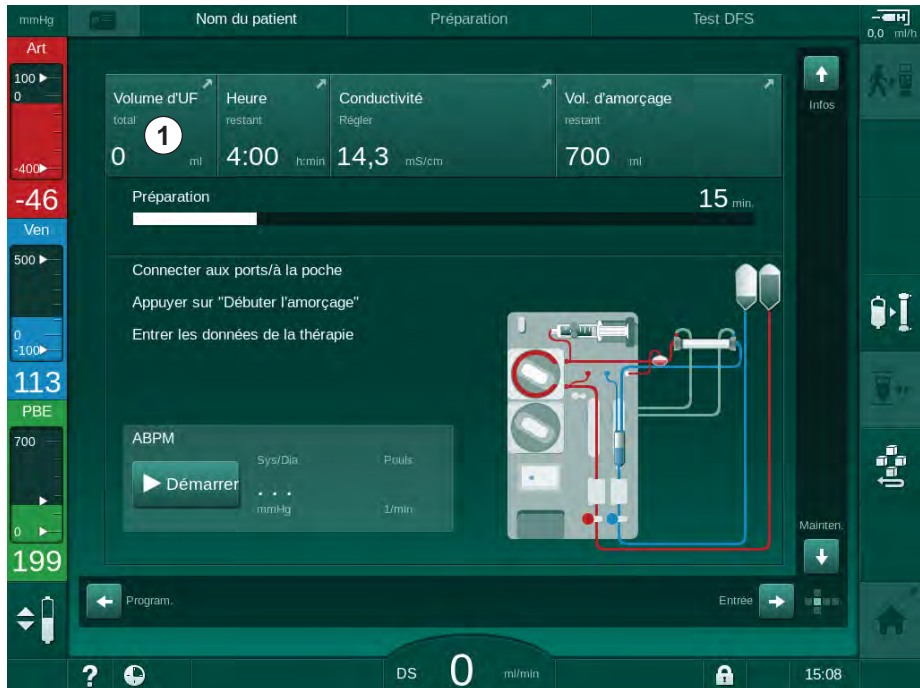 mmHg
Nom du patient
Préparation
Test DFS
0,0 ml/h
Art
100
0
-400
-46
Ven
500
0
-100
113
PBE
700
0
199
Volume d'UF
total
1
0 ml
Heure
restant
4:00 h:min
Conductivité
Régler
14,3 mS/cm
Vol. d'amorçage
restant
700 ml
Infos
Préparation
15 min.
Connecter aux ports/à la poche
Appuyer sur "Débuter l'amorçage"
Entrer les données de la thérapie
ABPM
Démarrer
Sys/Dia
. . .
mmHg
Pouls
1/min
Mainten.
Program.
Entrée
?
DS 0 ml/min
15:08